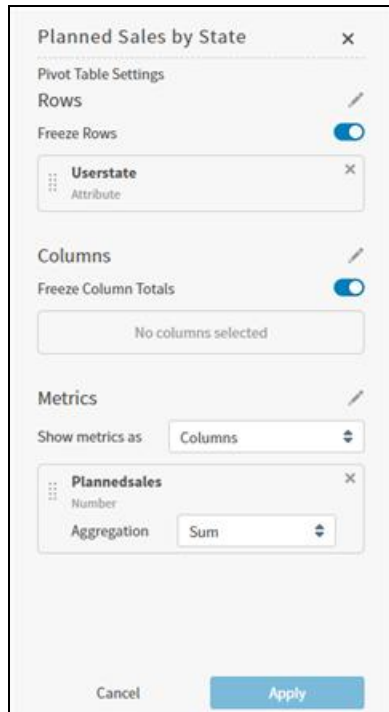 Planned Sales by State
Pivot Table Settings
Rows
Freeze Rows
Userstate
Attribute
Columns
Freeze Column Totals
No columns selected
Metrics
Show metrics as Columns
Plannedsales
Number
Aggregation Sum
Cancel Apply